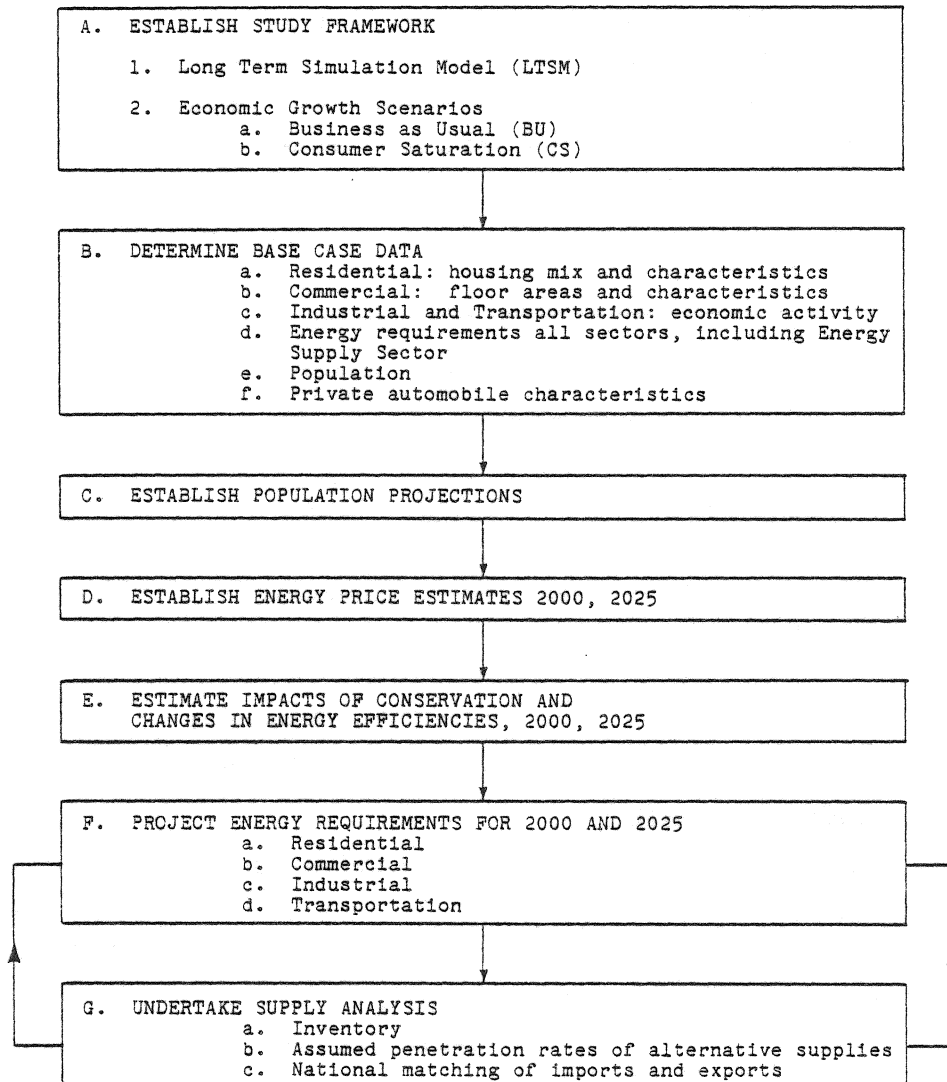 A. ESTABLISH STUDY FRAMEWORK
1. Long Term Simulation Model (LTSM)
2. Economic Growth Scenarios
a. Business as Usual (BU)
b. Consumer Saturation (CS)
B. DETERMINE BASE CASE DATA
a. Residential: housing mix and characteristics
b. Commercial: floor areas and characteristics
c. Industrial and Transportation: economic activity
d. Energy requirements all sectors, including Energy
Supply Sector
e. Population
f. Private automobile characteristics
C. ESTABLISH POPULATION PROJECTIONS
D. ESTABLISH ENERGY PRICE ESTIMATES 2000, 2025
E. ESTIMATE IMPACTS OF CONSERVATION AND
CHANGES IN ENERGY EFFICIENCIES, 2000, 2025
F. PROJECT ENERGY REQUIREMENTS FOR 2000 AND 2025
a. Residential
b. Commercial
c. Industrial
d. Transportation
G. UNDERTAKE SUPPLY ANALYSIS
a. Inventory
b. Assumed penetration rates of alternative supplies
c. National matching of imports and exports